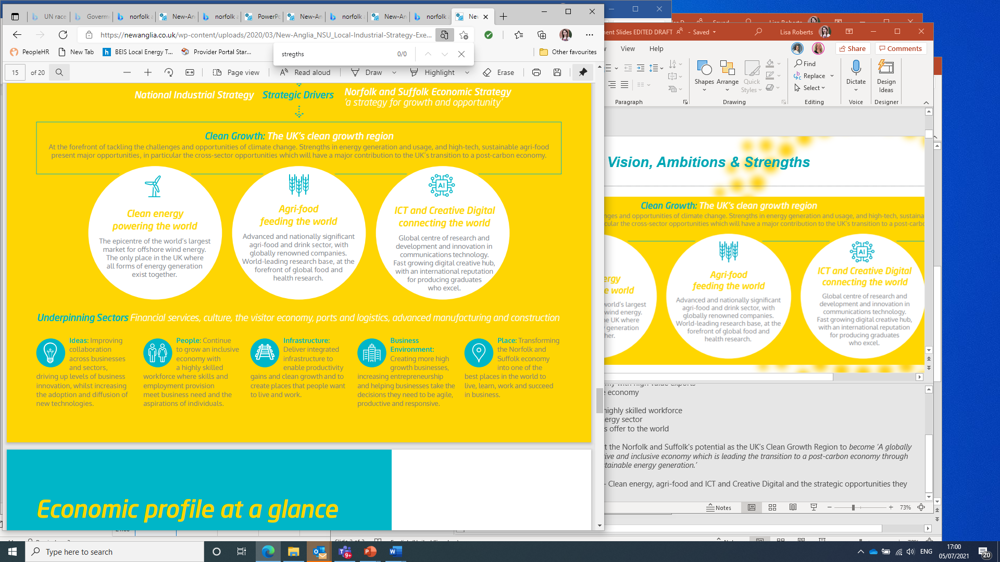 UN race
Governm
norfolk a
New-An
norfolk a
PowerPo
New-An
norfolk a
New-An
norfolk a
Nev
https://newanglia.co.uk/wp-content/uploads/2020/03/New-Anglia_NSU_Local-Industrial-Strategy-Exe...
PeopleHR
New Tab
BEIS Local Energy T...
Provider Portal Star...
Other favourites
stregths
0/0
15
of 20
Page view
Read aloud
Draw
Highlight
Erase
National Industrial Strategy
Strategic Drivers
Norfolk and Suffolk Economic Strategy
'a strategy for growth and opportunity'
Clean Growth: The UK's clean growth region
At the forefront of tackling the challenges and opportunities of climate change. Strengths in energy generation and usage, and high-tech, sustainable agri-food
present major opportunities, in particular the cross-sector opportunities which will have a major contribution to the UK's transition to a post-carbon economy.
Clean energy
powering the world
The epicentre of the world's largest
market for offshore wind energy.
The only place in the UK where
all forms of energy generation
exist together.
Agri-food
feeding the world
Advanced and nationally significant
agri-food and drink sector, with
globally renowned companies.
World-leading research base, at the
forefront of global food and
health research.
AI
ICT and Creative Digital
connecting the world
Global centre of research and
development and innovation in
communications technology.
Fast growing digital creative hub,
with an international reputation
for producing graduates
who excel.
Underpinning Sectors Financial services, culture, the visitor economy, ports and logistics, advanced manufacturing and construction
Ideas: Improving
collaboration
across businesses
and sectors,
driving up levels of business
innovation, whilst increasing
the adoption and diffusion of
new technologies.
People: Continue
to grow an inclusive
economy with
a highly skilled
workforce where skills and
employment provision
meet business need and the
aspirations of individuals.
Infrastructure:
Deliver integrated
infrastructure to
enable productivity
gains and clean growth and to
create places that people want
to live and work.
Business
Environment:
Creating more high
growth businesses,
increasing entrepreneurship
and helping businesses take the
decisions they need to be agile,
productive and responsive.
Place: Transforming
the Norfolk and
Suffolk economy
into one of the
best places in the world to
live, learn, work and succeed
in business.
Economic profile at a glance
ment Slides EDITED DRAFT
- Saved
Lisa Roberts
View
Help
Share
Comments
Shapes
Arrange
Quick
Styles
Find
Replace
Select
Dictate
Design
Ideas
Paragraph
Drawing
Editing
Voice
Designer
Vision, Ambitions & Strengths
Clean Growth: The UK's clean growth region
nges and opportunities of climate change. Strengths in energy generation and usage, and high-tech, sustaina
cular the cross-sector opportunities which will have a major contribution to the UK's transition to a post-carbo
ergy
e world
world's largest
wind energy.
he UK where
generation
her.
Agri-food
feeding the world
Advanced and nationally significant
agri-food and drink sector, with
globally renowned companies.
World-leading research base, at the
forefront of global food and
health research.
AI
ICT and Creative Digital
connecting the world
Global centre of research and
development and innovation in
communications technology.
Fast growing digital creative hub,
with an international reputation
for producing graduates
who excel.
my with high value exports
e economy
highly skilled workforce
ergy sector
s offer to the world
t the Norfolk and Suffolk's potential as the UK's Clean Growth Region to become 'A globally
tive and inclusive economy which is leading the transition to a post-carbon economy through
stainable energy generation.'
- Clean energy, agri-food and ICT and Creative Digital and the strategic opportunities they
Notes
73%
Type here to search
9+
ENG
17:00
05/07/2021
20